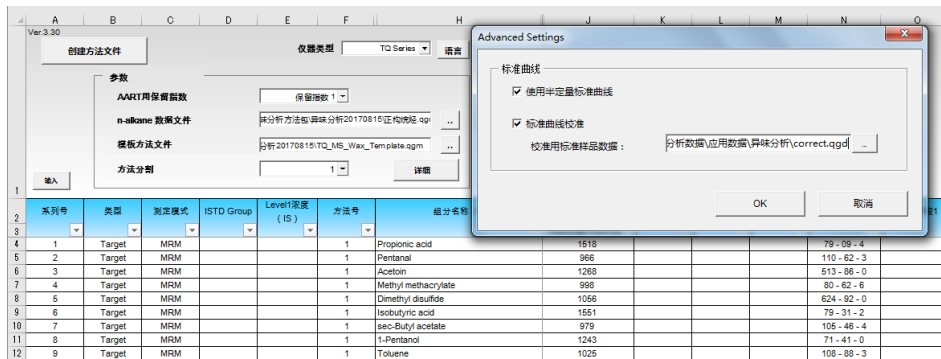 A B C D E F H J K L M N O
Ver.3.30
创建方法文件
仪器类型 TQ Series 语言
参数
AART用保留指数 保留指数 1
n-alkane 数据文件 味分析方法包\异味分析20170815\正构烷烃.qg ..
模板方法文件 分析20170815\TQ_MS_Wax_Template.qgm ..
方法分割 1 详细
输入
Advanced Settings
标准曲线
使用半定量标准曲线
标准曲线校准
校准用标准样品数据： 分析数据\应用数据\异味分析\correct.qgd ...
OK 取消
1
2 系列号 类型 测定模式 ISTD Group Level1浓度 (IS) 方法号 组分名称
3
4 1 Target MRM 1 Propionic acid 1518 79 - 09 - 4
5 2 Target MRM 1 Pentanal 966 110 - 62 - 3
6 3 Target MRM 1 Acetoin 1268 513 - 86 - 0
7 4 Target MRM 1 Methyl methacrylate 998 80 - 62 - 6
8 5 Target MRM 1 Dimethyl disulfide 1056 624 - 92 - 0
9 6 Target MRM 1 Isobutyric acid 1551 79 - 31 - 2
10 7 Target MRM 1 sec-Butyl acetate 979 105 - 46 - 4
11 8 Target MRM 1 1-Pentanol 1243 71 - 41 - 0
12 9 Target MRM 1 Toluene 1025 108 - 88 - 3